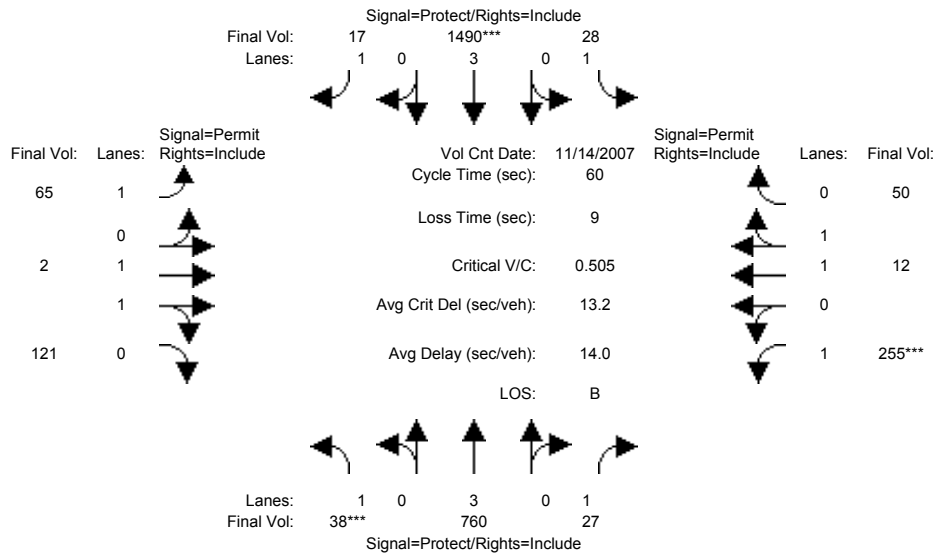 Signal=Protect/Rights=Include
Final Vol: 17 1490*** 28
Lanes: 1 0 3 0 1
Signal=Permit Signal=Permit
Final Vol: Lanes: Rights=Include Vol Cnt Date: 11/14/2007 Rights=Include Lanes: Final Vol:
Cycle Time (sec): 60
65 1 0 50
Loss Time (sec): 9
0 1
2 1 Critical V/C: 0.505 1 12
1 Avg Crit Del (sec/veh): 13.2 0
121 0 Avg Delay (sec/veh): 14.0 1 255***
LOS: B
Lanes: 1 0 3 0 1
Final Vol: 38*** 760 27
Signal=Protect/Rights=Include